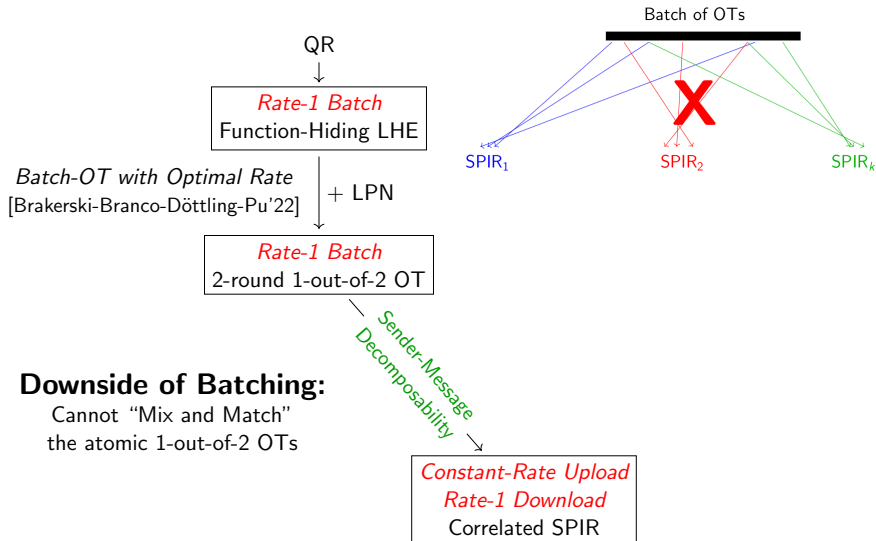 QR
Rate-1 Batch
Function-Hiding LHE
Batch-OT with Optimal Rate
[Brakerski-Branco-Döttling-Pu'22]
+ LPN
Rate-1 Batch
2-round 1-out-of-2 OT
Sender-Message
Decomposability
Downside of Batching:
Cannot “Mix and Match”
the atomic 1-out-of-2 OTs
Constant-Rate Upload
Rate-1 Download
Correlated SPIR
Batch of OTs
X
SPIR₁
SPIR₂
SPIRₖ